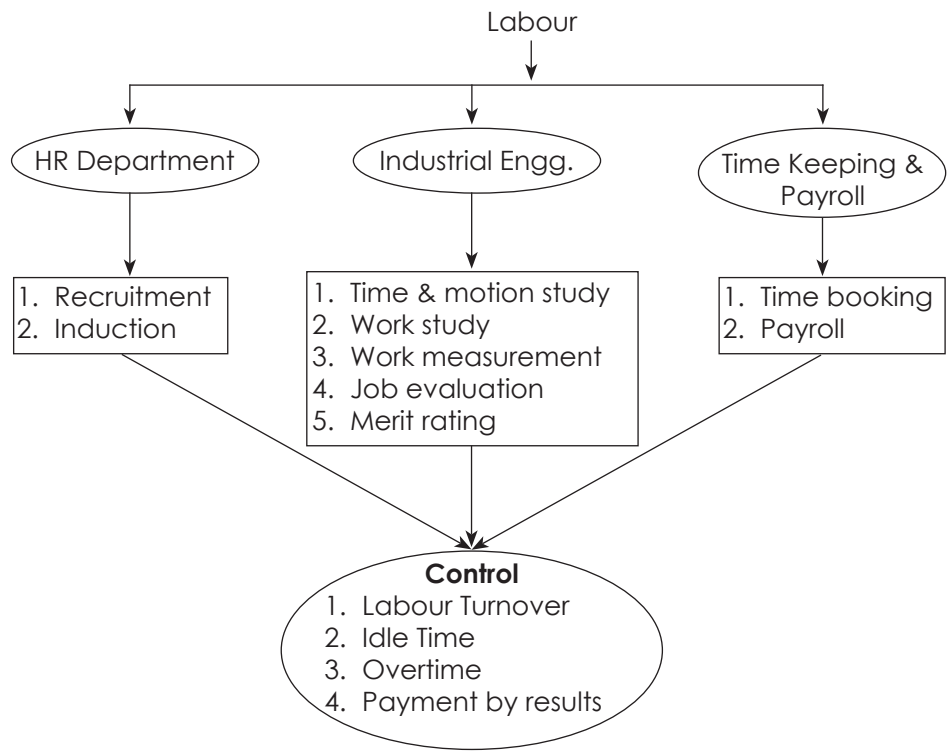 Labour
HR Department
Industrial Engg.
Time Keeping &
Payroll
1. Recruitment
2. Induction
1. Time & motion study
2. Work study
3. Work measurement
4. Job evaluation
5. Merit rating
1. Time booking
2. Payroll
Control
1. Labour Turnover
2. Idle Time
3. Overtime
4. Payment by results